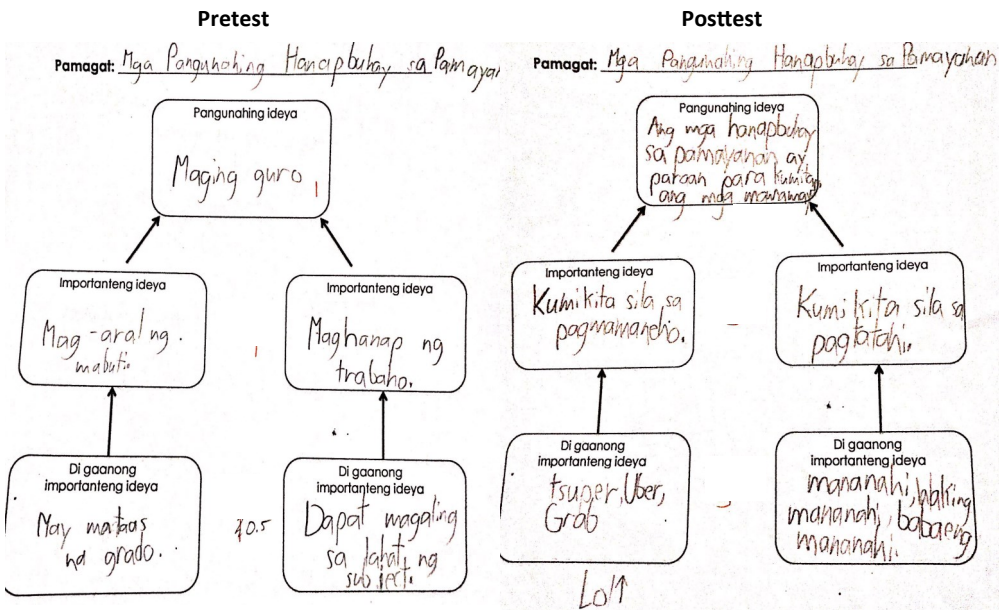 Pretest
Pamagat: Mga Pangunahing Hanapbuhay sa Pamayan
Pangunahing ideya
Maging guro
Importanteng ideya
Mag-aral ng.
mabuti.
Importanteng ideya
Maghanap ng
trabaho.
Di gaanong
importanteng ideya
May mataas
na grado.
0.5
Di gaanong
importanteng ideya
Dapat magaling
sa lahat ng
subject.
Posttest
Pamagat: Mga Pangunahing Hanapbuhay sa Pamayanan
Pangunahing ideya
Ang mga hanapbuhay
sa pamayanan ay
paraan para kumita
ang mga
Importanteng ideya
Kumikita sila sa
pagmamaneho.
Importanteng ideya
Kumikita sila sa
pagtatahi.
Di gaanong
importanteng ideya
tsuper, Uber,
Grab
Di gaanong
importanteng ideya
mananahi, lalaking
mananahi, babaeng
mananahi.
Lol↑